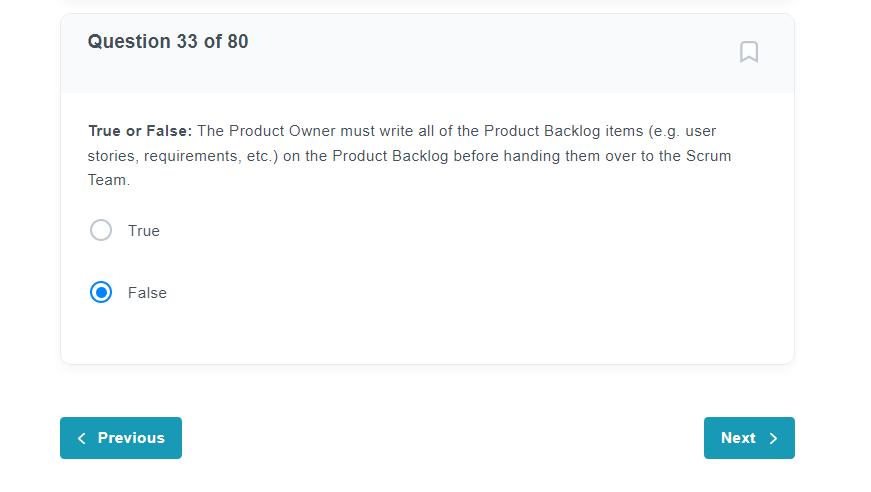 Question 33 of 80
True or False: The Product Owner must write all of the Product Backlog items (e.g. user
stories, requirements, etc.) on the Product Backlog before handing them over to the Scrum
Team.
True
False
Previous
Next